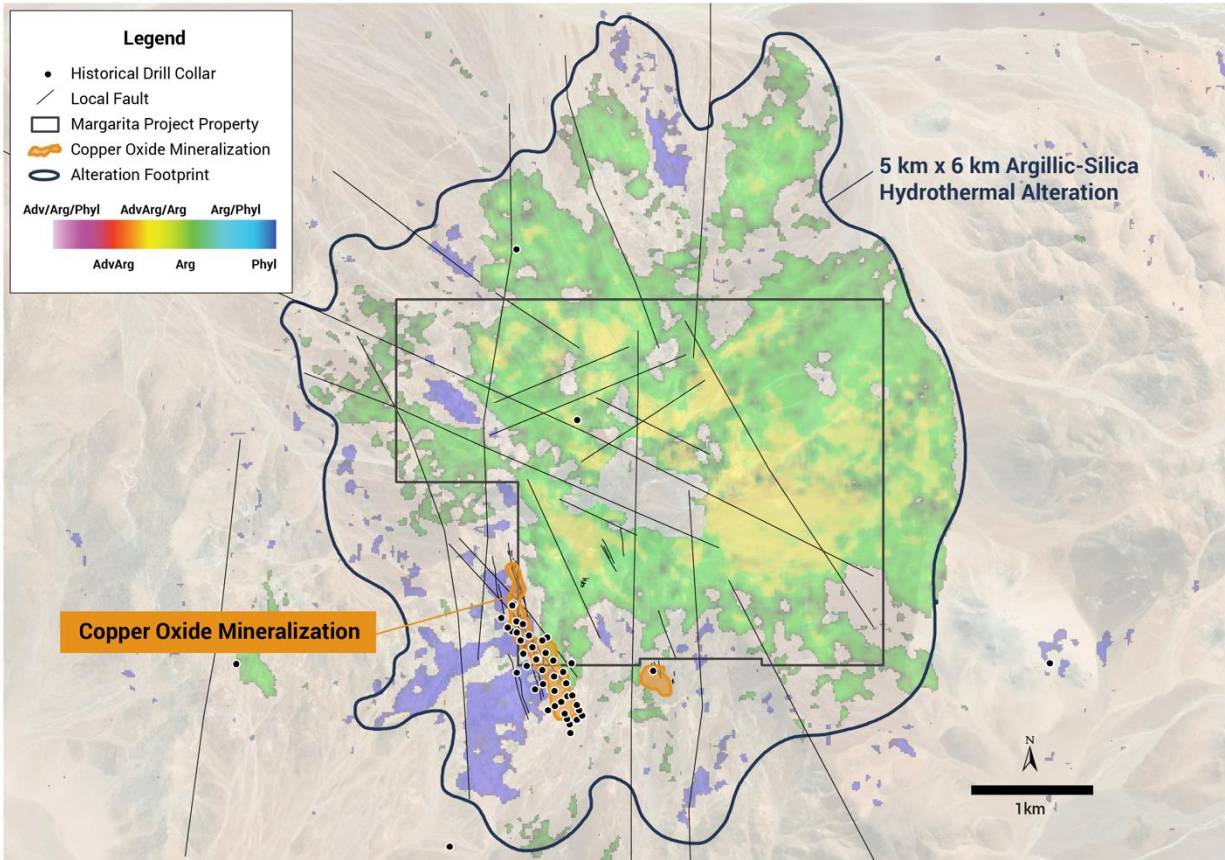 Legend
Historical Drill Collar
Local Fault
Margarita Project Property
Copper Oxide Mineralization
Alteration Footprint
Adv/Arg/Phyl AdvArg/Arg Arg/Phyl
AdvArg Arg Phyl
5 km x 6 km Argillic-Silica
Hydrothermal Alteration
Copper Oxide Mineralization
N
1km